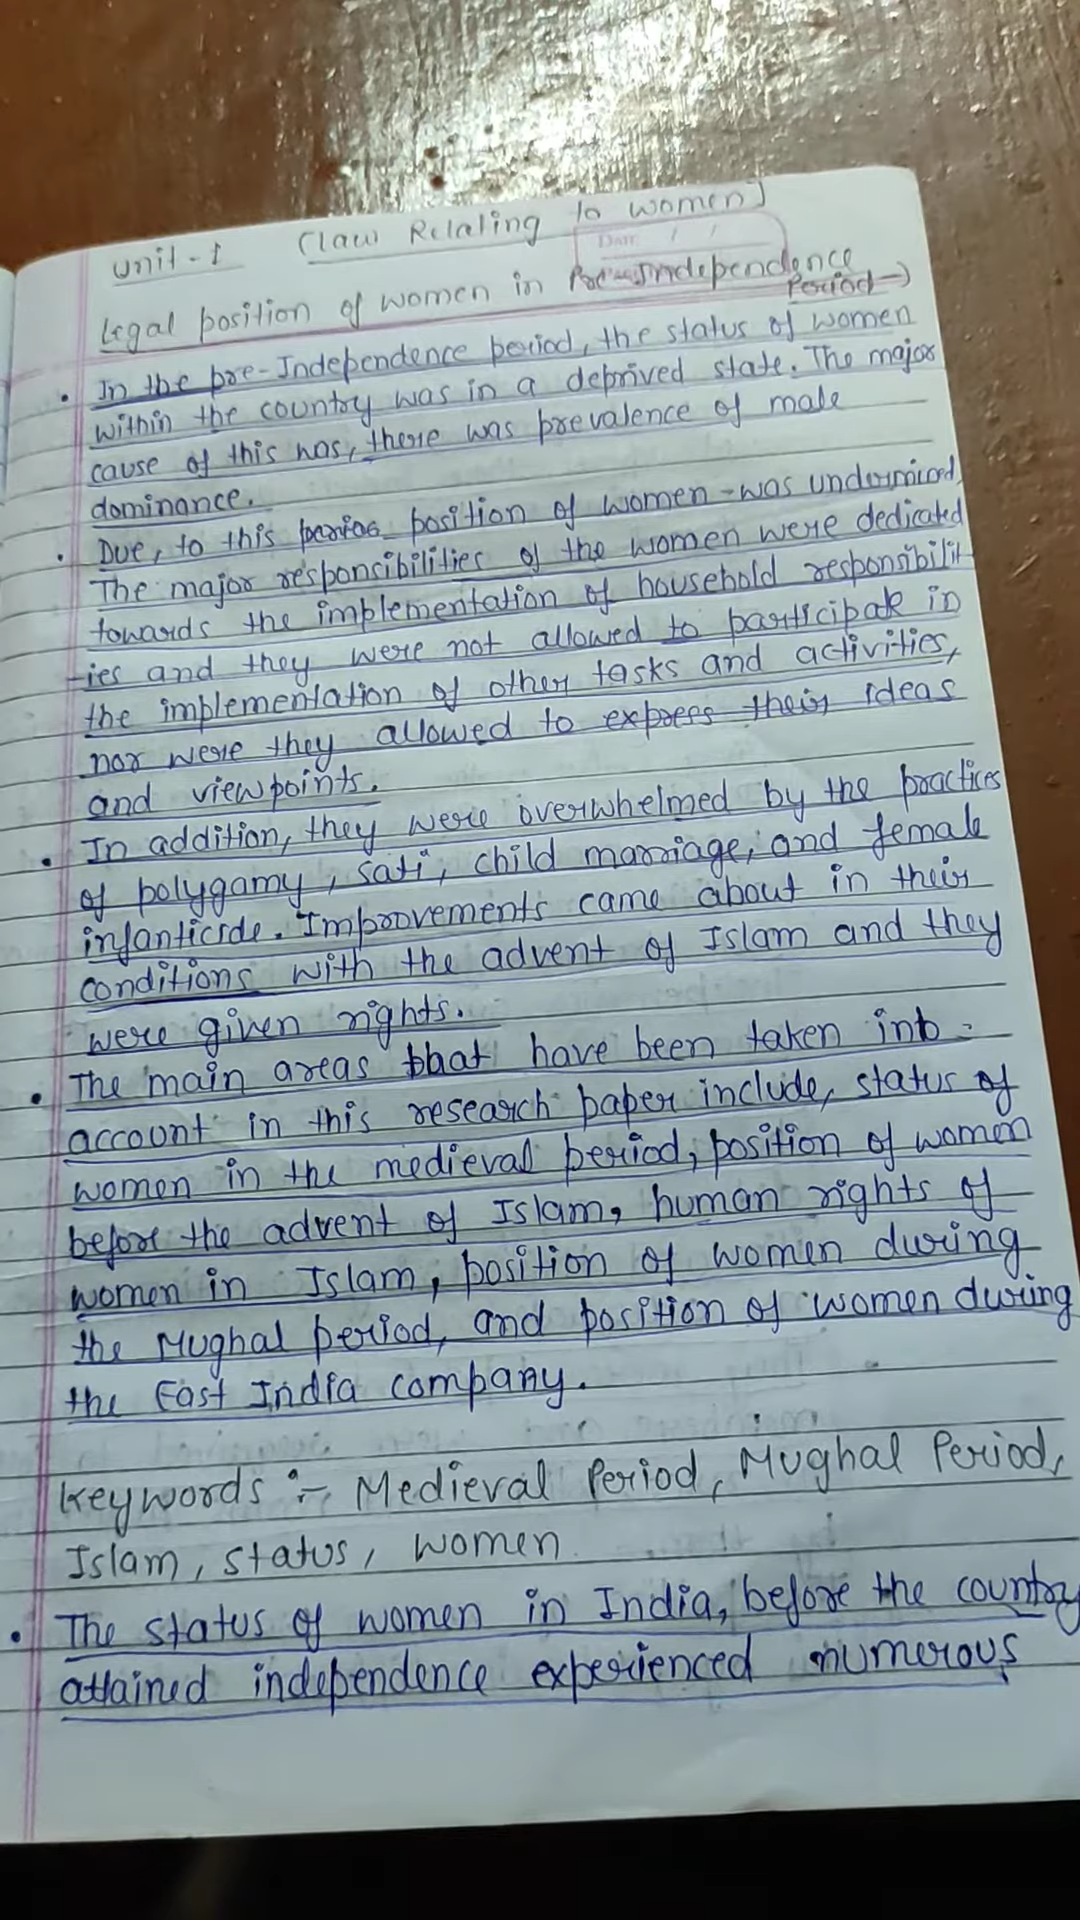 Unit-1 (Law Relating to Women)
Date / /
Legal position of women in Pre-Independence
Period→
• In the pre-Independence period, the status of women
within the country was in a deprived state. The major
cause of this was, there was prevalence of male
dominance.
• Due, to this position of women-was undermined
The major responsibilities of the women were dedicated
towards the implementation of household responsibilit
-ies and they were not allowed to participate in
the implementation of other tasks and activities,
nor were they allowed to express their ideas
and viewpoints.
• In addition, they were overwhelmed by the practices
of polygamy, sati, child marriage, and female
infanticide. Improvements came about in their
conditions with the advent of Islam and they
were given rights.
• The main areas that have been taken into
account in this research paper include, status of
women in the medieval period, position of women
before the advent of Islam, human rights of
women in Islam, position of women during
the Mughal period, and position of women during
the East India company.
Keywords :- Medieval Period, Mughal Period,
Islam, status, women
• The status of women in India, before the country
attained independence experienced numerous